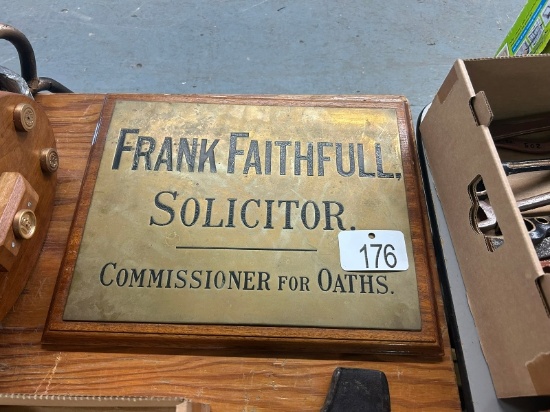 FRANK FAITHFULL,
SOLICITOR.
176
COMMISSIONER FOR OATHS.